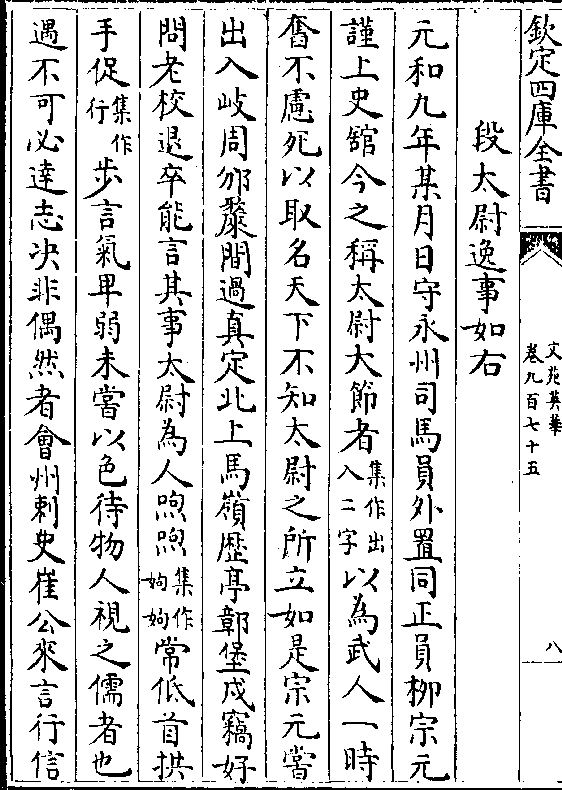 欽定四庫全書
文苑英華
卷九百七十五
八
段太尉逸事如右
元和九年某月日守永州司馬員外置同正員柳宗元
謹上史舘今之稱太尉大節者集作出入二字以為武人一時
奮不慮死以取名天下不知太尉之所立如是宗元嘗
出入岐周邠斄間過真定北上馬嶺歴亭鄣堡戍竊好
問老校退卒能言其事太尉為人煦煦集作姁姁常低首拱
手促集作行步言氣卑弱未嘗以色待物人視之儒者也
遇不可必達志决非偶然者會州刺史崔公來言行信